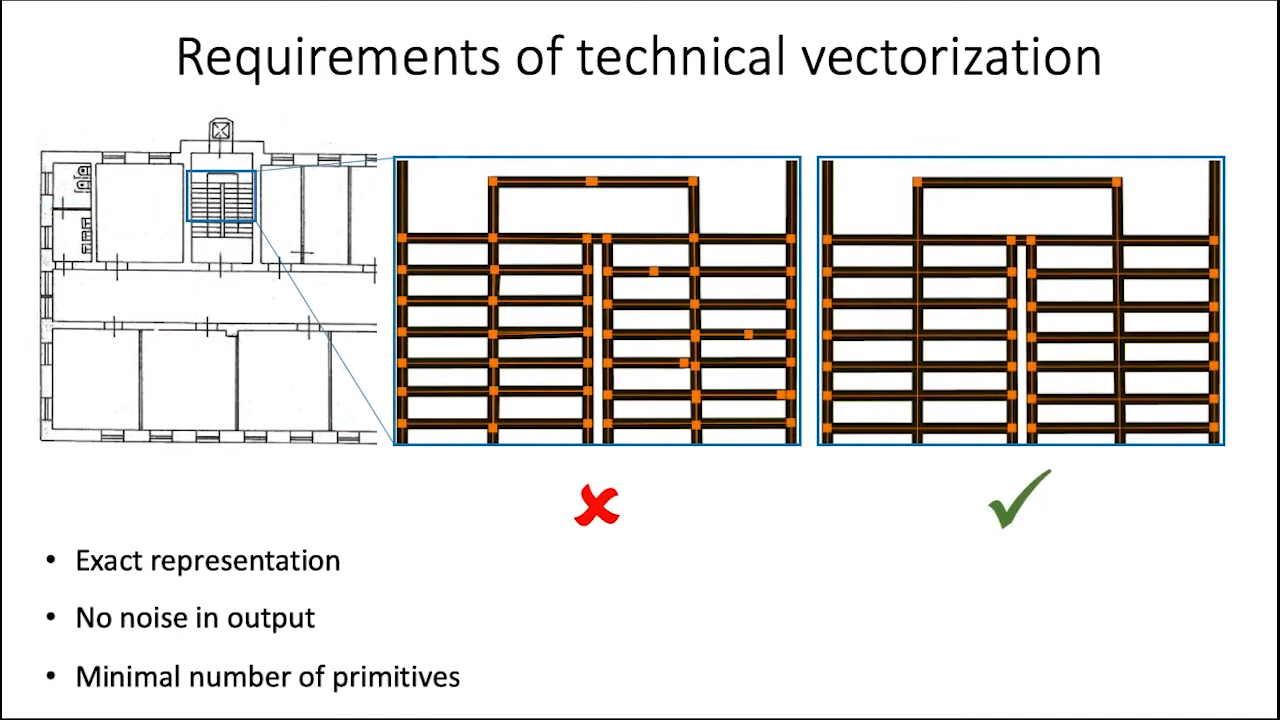 Requirements of technical vectorization
• Exact representation
• No noise in output
• Minimal number of primitives